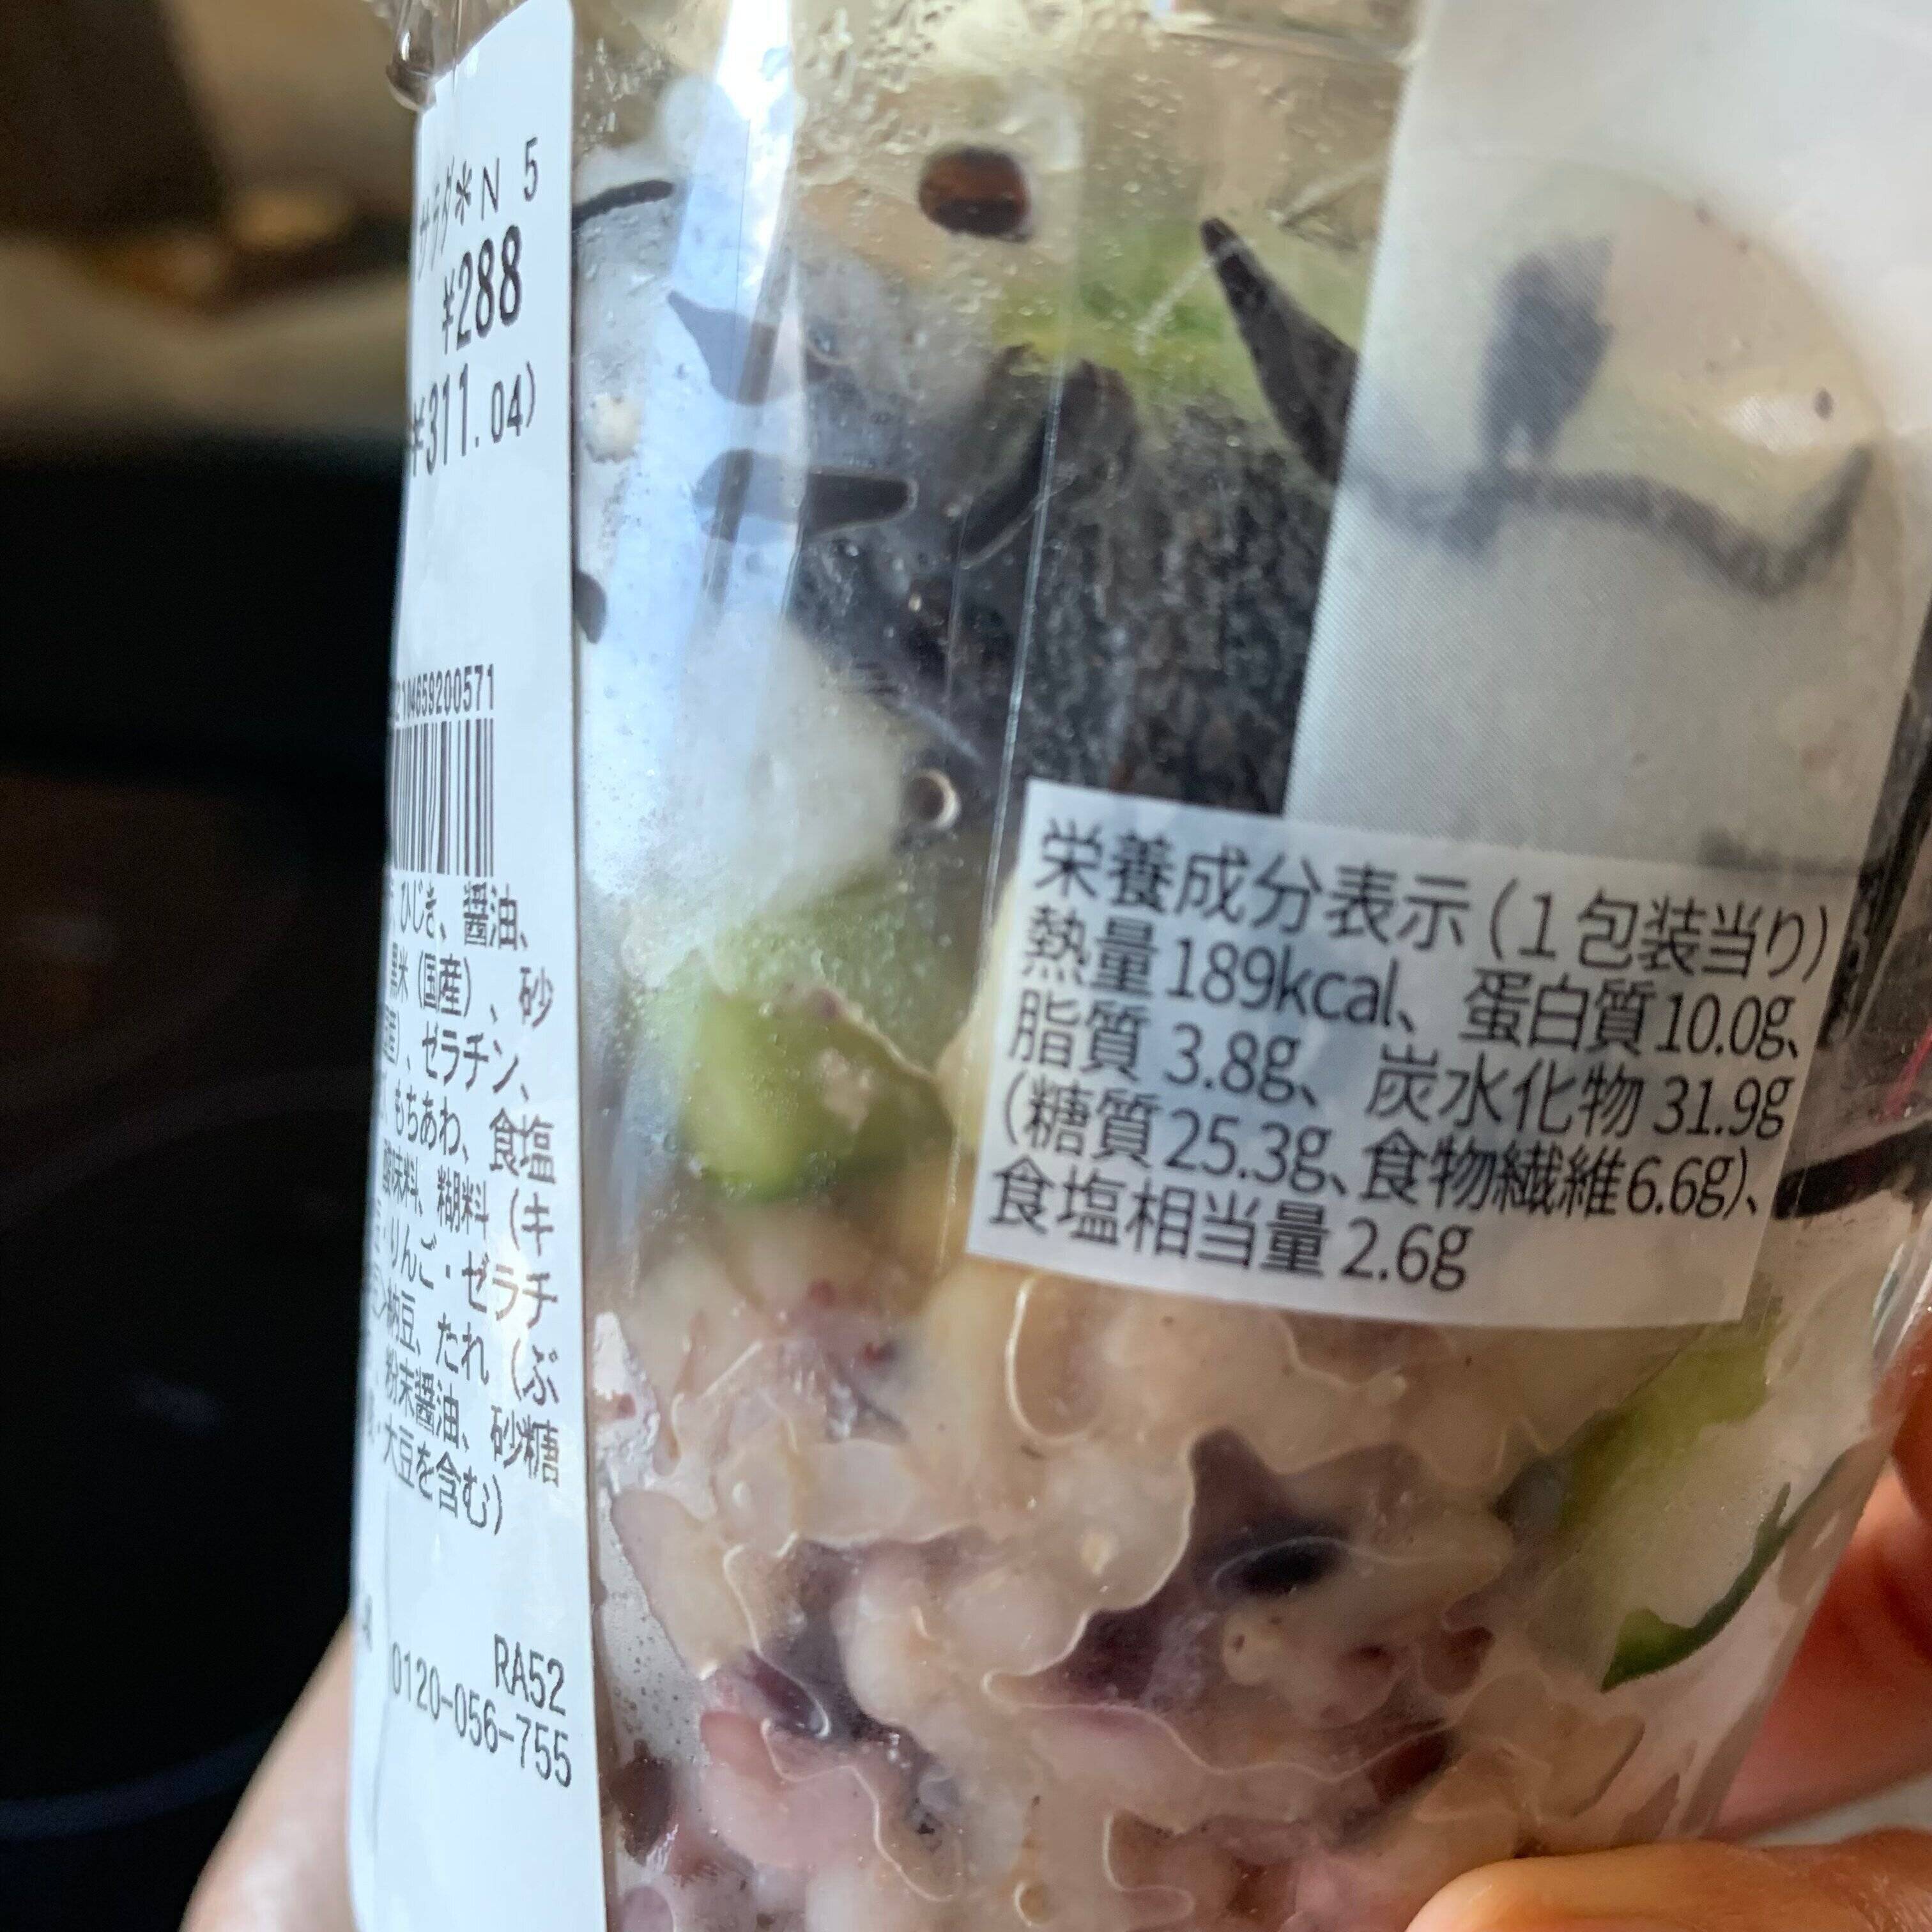 サラダ*N 5
¥288
¥311.04)
2104659200571
ひじき、醤油、
黒米（国産）、砂
、ゼラチン、
もちあわ、食塩
酸味料、糊料（キ
・りんご・ゼラチ
納豆、たれ（ぶ
粉末醤油、砂糖
大豆を含む）
RA52
0120-056-755
栄養成分表示（1包装当り）
熱量189kcal、蛋白質10.0g、
脂質 3.8g、炭水化物 31.9g
（糖質25.3g、食物繊維6.6g）、
食塩相当量 2.6g